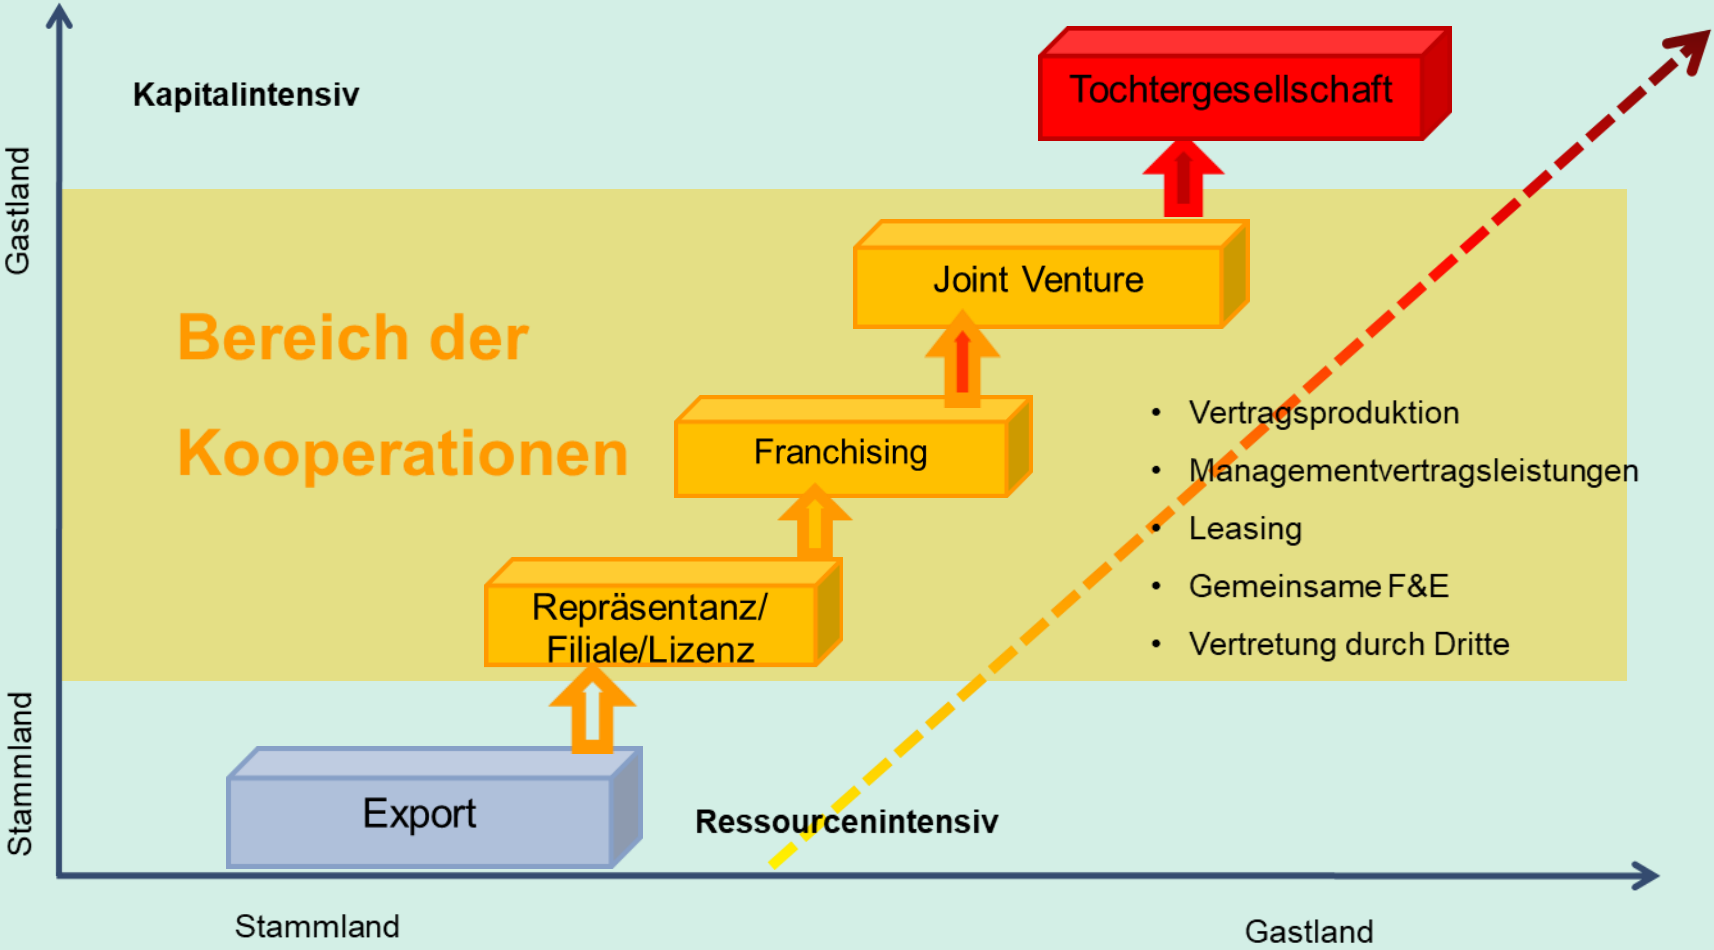 Kapitalintensiv
Tochtergesellschaft
Gastland
Joint Venture
Bereich der
Kooperationen
Franchising
• Vertragsproduktion
• Managementvertragsleistungen
• Leasing
• Gemeinsame F&E
• Vertretung durch Dritte
Repräsentanz/
Filiale/Lizenz
Stammland
Export
Ressourcenintensiv
Stammland
Gastland